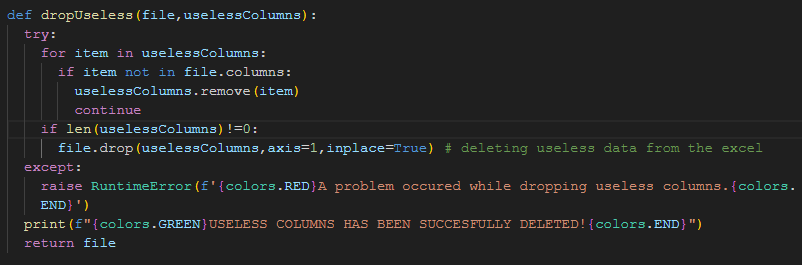 def dropUseless(file,uselessColumns):
  try:
    for item in uselessColumns:
      if item not in file.columns:
        uselessColumns.remove(item)
        continue
    if len(uselessColumns)!=0:
      file.drop(uselessColumns,axis=1,inplace=True) # deleting useless data from the excel
  except:
    raise RuntimeError(f'{colors.RED}A problem occured while dropping useless columns.{colors.
    END}')
  print(f"{colors.GREEN}USELESS COLUMNS HAS BEEN SUCCESFULLY DELETED!{colors.END}")
  return file